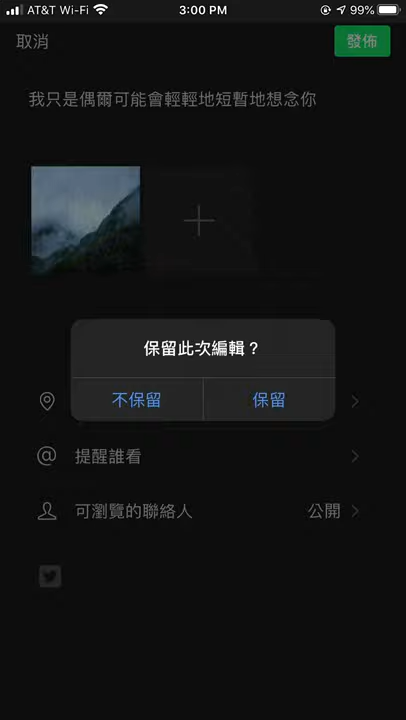 AT&T Wi-Fi 3:00 PM 99%
取消 發佈
我只是偶爾可能會輕輕地短暫地想念你
保留此次編輯？
不保留 保留
提醒誰看
可瀏覽的聯絡人 公開